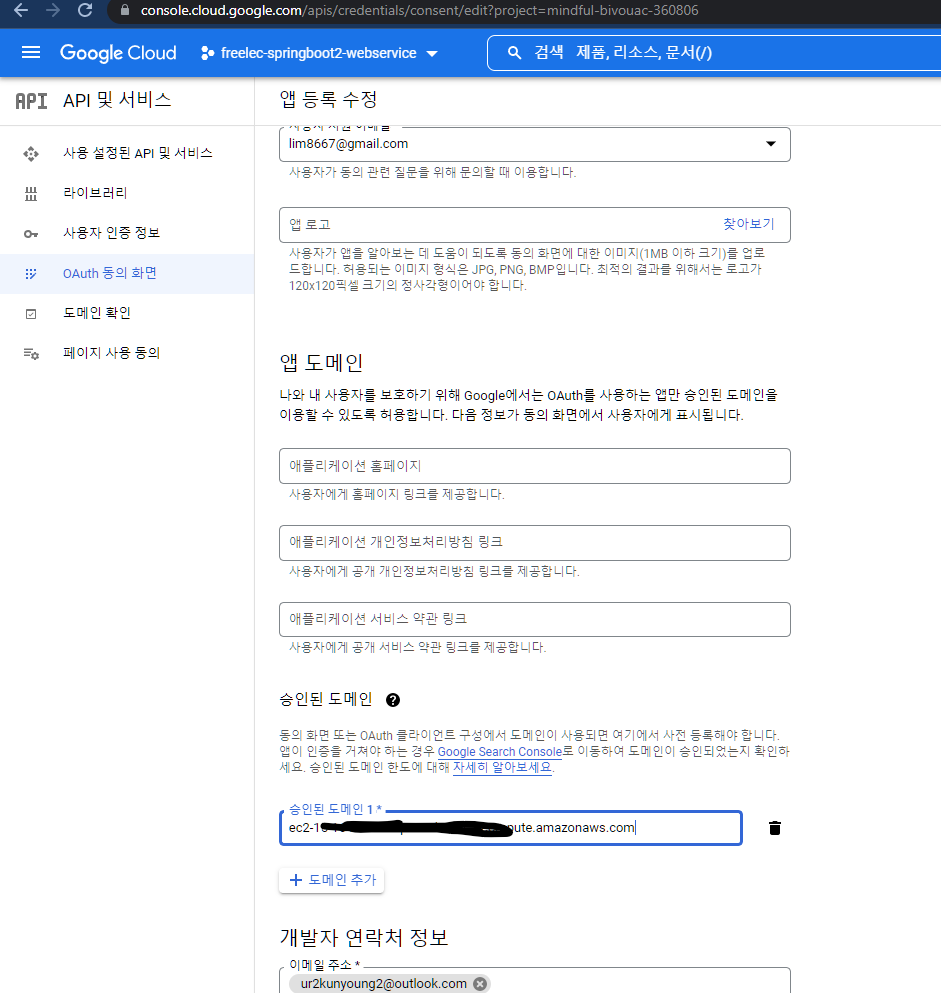 console.cloud.google.com/apis/credentials/consent/edit?project=mindful-bivouac-360806
Google Cloud
freelec-springboot2-webservice
검색 제품, 리소스, 문서(/)
API
API 및 서비스
사용 설정된 API 및 서비스
라이브러리
사용자 인증 정보
OAuth 동의 화면
도메인 확인
페이지 사용 동의
앱 등록 수정
사용자 지원 이메일
lim8667@gmail.com
사용자가 동의 관련 질문을 위해 문의할 때 이용합니다.
앱 로고
찾아보기
사용자가 앱을 알아보는 데 도움이 되도록 동의 화면에 대한 이미지(1MB 이하 크기)를 업로
드합니다. 허용되는 이미지 형식은 JPG, PNG, BMP입니다. 최적의 결과를 위해서는 로고가
120x120픽셀 크기의 정사각형이어야 합니다.
앱 도메인
나와 내 사용자를 보호하기 위해 Google에서는 OAuth를 사용하는 앱만 승인된 도메인을
이용할 수 있도록 허용합니다. 다음 정보가 동의 화면에서 사용자에게 표시됩니다.
애플리케이션 홈페이지
사용자에게 홈페이지 링크를 제공합니다.
애플리케이션 개인정보처리방침 링크
사용자에게 공개 개인정보처리방침 링크를 제공합니다.
애플리케이션 서비스 약관 링크
사용자에게 공개 서비스 약관 링크를 제공합니다.
승인된 도메인 ?
동의 화면 또는 OAuth 클라이언트 구성에서 도메인이 사용되면 여기에서 사전 등록해야 합니다.
앱이 인증을 거쳐야 하는 경우 Google Search Console로 이동하여 도메인이 승인되었는지 확인하
세요. 승인된 도메인 한도에 대해 자세히 알아보세요.
승인된 도메인 1 *
ec2-1 pute.amazonaws.com
+ 도메인 추가
개발자 연락처 정보
이메일 주소 *
ur2kunyoung2@outlook.com